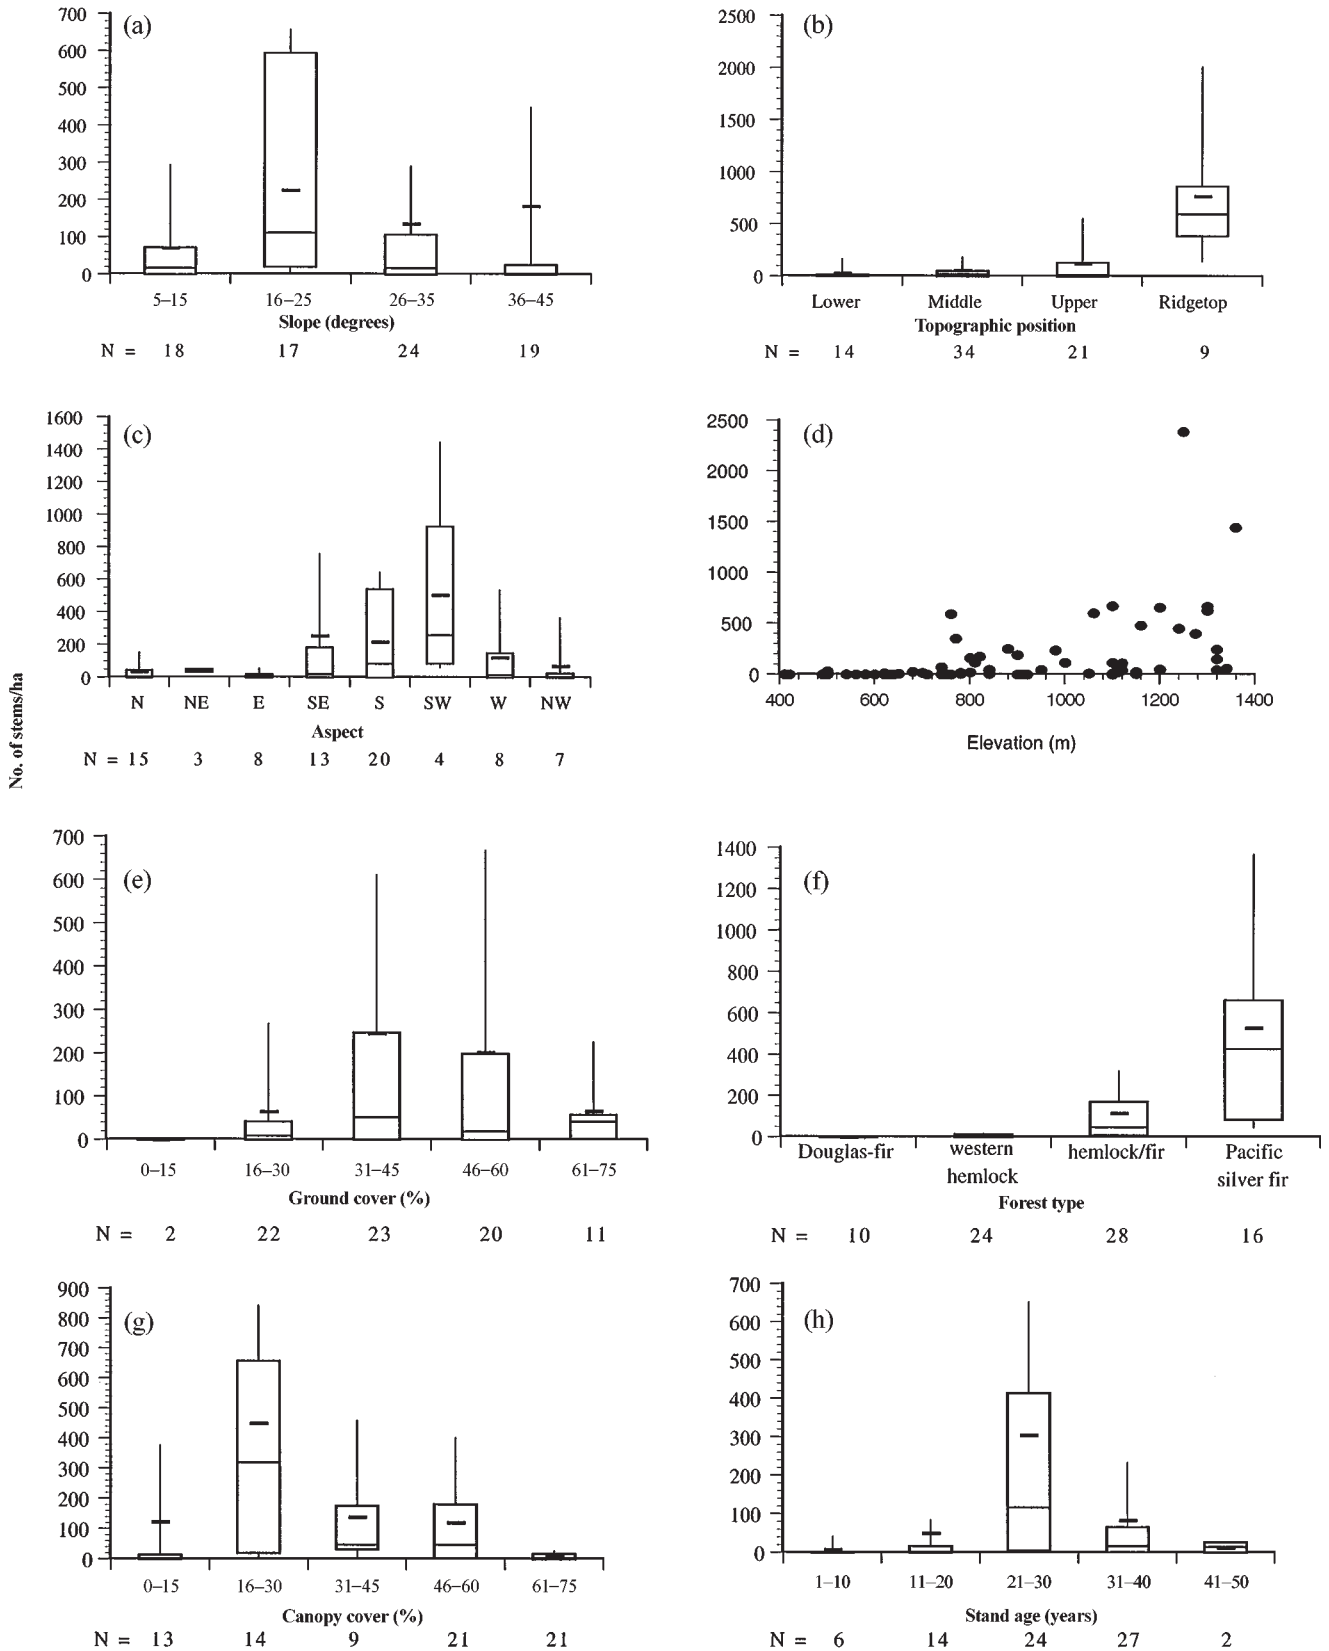 No. of stems/ha
(a)
700
600
500
400
300
200
100
0
5–15 16–25 26–35 36–45
Slope (degrees)
N = 18 17 24 19
(b)
2500
2000
1500
1000
500
0
Lower Middle Upper Ridgetop
Topographic position
N = 14 34 21 9
(c)
1600
1400
1200
1000
800
600
400
200
0
N NE E SE S SW W NW
Aspect
N = 15 3 8 13 20 4 8 7
(d)
2500
2000
1500
1000
500
0
400 600 800 1000 1200 1400
Elevation (m)
(e)
700
600
500
400
300
200
100
0
0–15 16–30 31–45 46–60 61–75
Ground cover (%)
N = 2 22 23 20 11
(f)
1400
1200
1000
800
600
400
200
0
Douglas-fir western hemlock/fir Pacific
hemlock silver fir
Forest type
N = 10 24 28 16
(g)
900
800
700
600
500
400
300
200
100
0
0–15 16–30 31–45 46–60 61–75
Canopy cover (%)
N = 13 14 9 21 21
(h)
700
600
500
400
300
200
100
0
1–10 11–20 21–30 31–40 41–50
Stand age (years)
N = 6 14 24 27 2